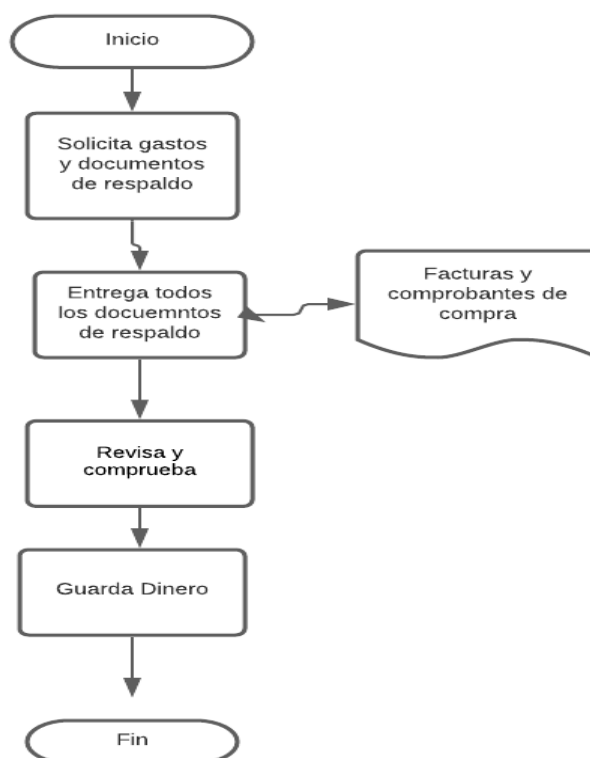 Inicio
Solicita gastos
y documentos
de respaldo
Entrega todos
los docuemntos
de respaldo
Facturas y
comprobantes de
compra
Revisa y
comprueba
Guarda Dinero
Fin